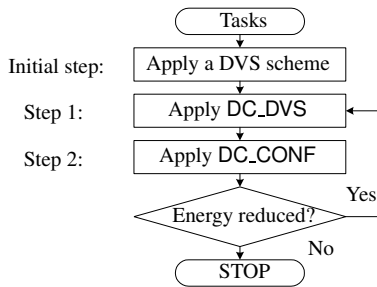 Tasks
Initial step: Apply a DVS scheme
Step 1: Apply DC_DVS
Step 2: Apply DC_CONF
Energy reduced? Yes
No
STOP